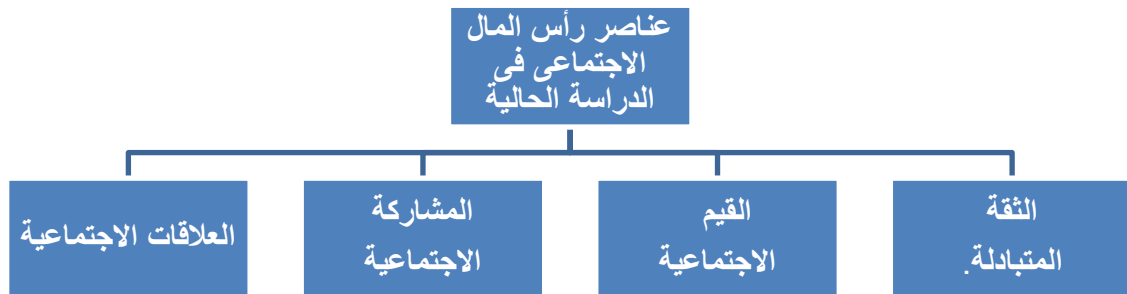 عناصر رأس المال
الاجتماعى فى
الدراسة الحالية
الثقة
المتبادلة.
القيم
الاجتماعية
المشاركة
الاجتماعية
العلاقات الاجتماعية